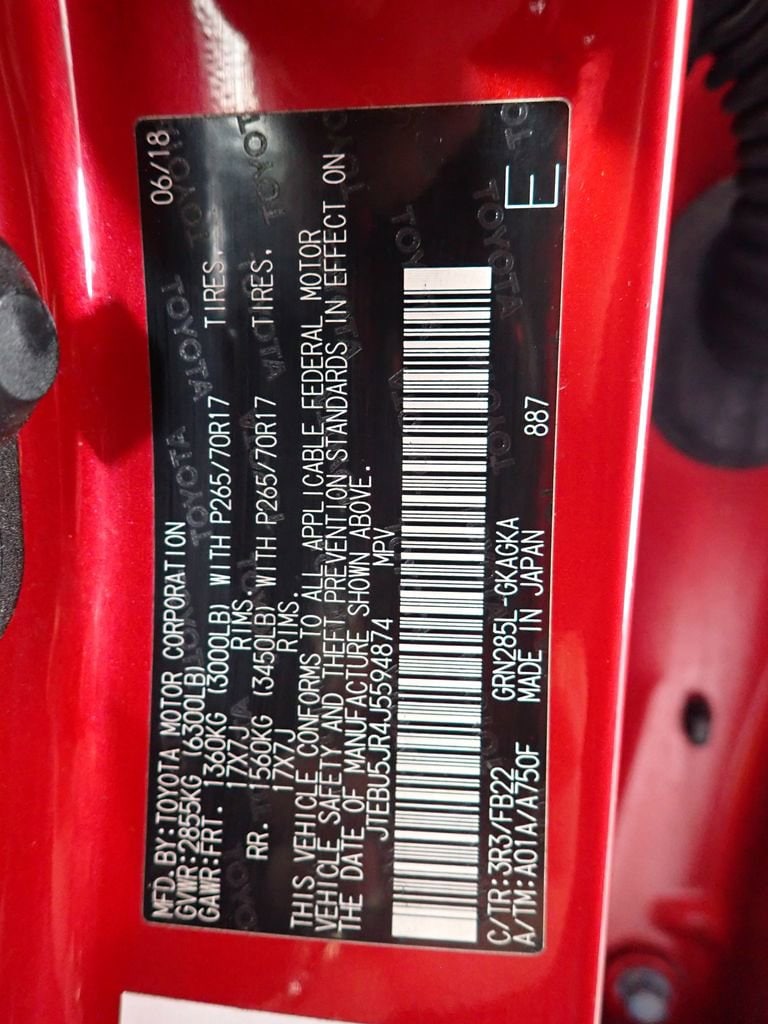 MFD.BY:TOYOTA MOTOR CORPORATION 06/18
GVWR:2855KG (6300LB)
GAWR:FRT. 1360KG (3000LB) WITH P265/70R17 TIRES,
17X7J RIMS.
RR. 1560KG (3450LB) WITH P265/70R17 TIRES,
17X7J RIMS.
THIS VEHICLE CONFORMS TO ALL APPLICABLE FEDERAL MOTOR
VEHICLE SAFETY AND THEFT PREVENTION STANDARDS IN EFFECT ON
THE DATE OF MANUFACTURE SHOWN ABOVE.
JTEBU5JR4J5594874 MPV
C/TR:3R3/FB22 GRN285L-GKAGKA
A/TM:A01A/A750F MADE IN JAPAN 887 E